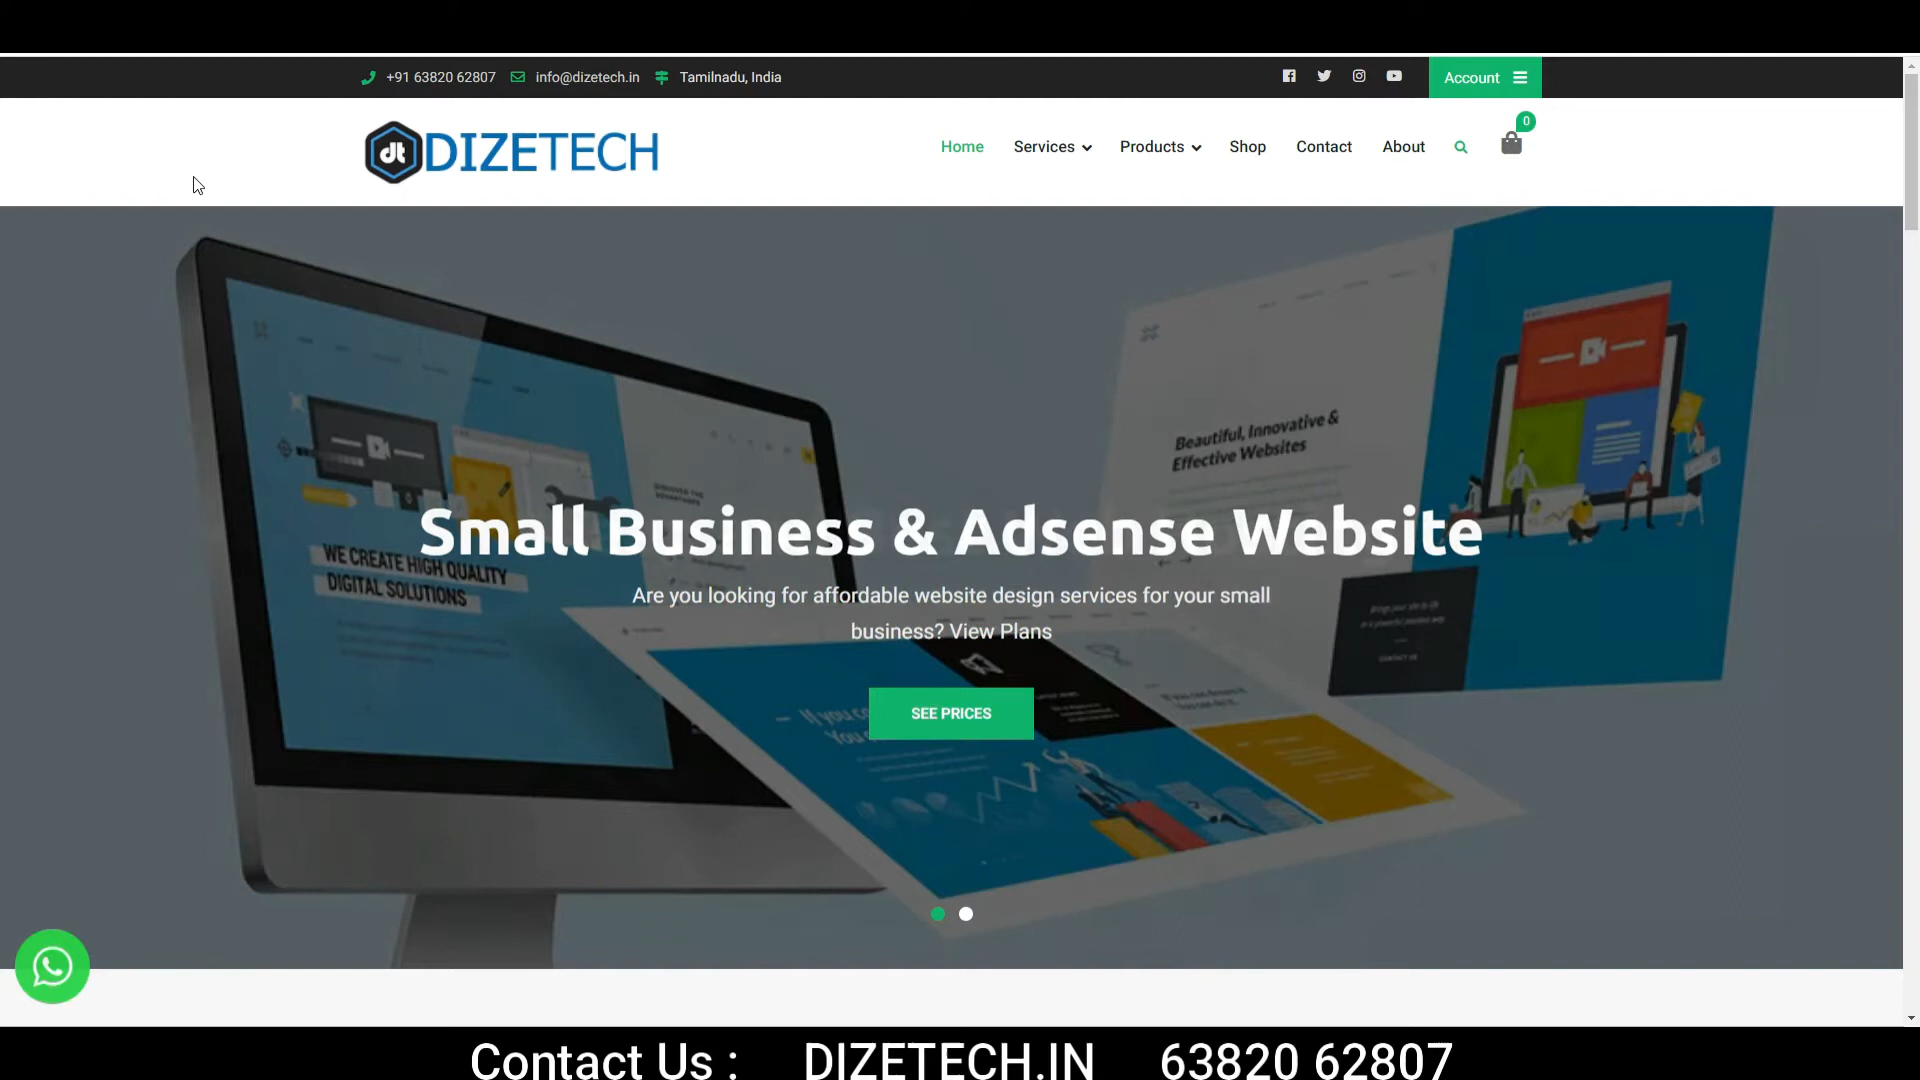 +91 63820 62807 info@dizetech.in Tamilnadu, India
Account
0
dt DIZETECH
Home Services Products Shop Contact About
Beautiful, Innovative &
Effective Websites
WE CREATE HIGH QUALITY
DIGITAL SOLUTIONS
Small Business & Adsense Website
Are you looking for affordable website design services for your small
business? View Plans
SEE PRICES
Contact Us : DIZETECH.IN 63820 62807